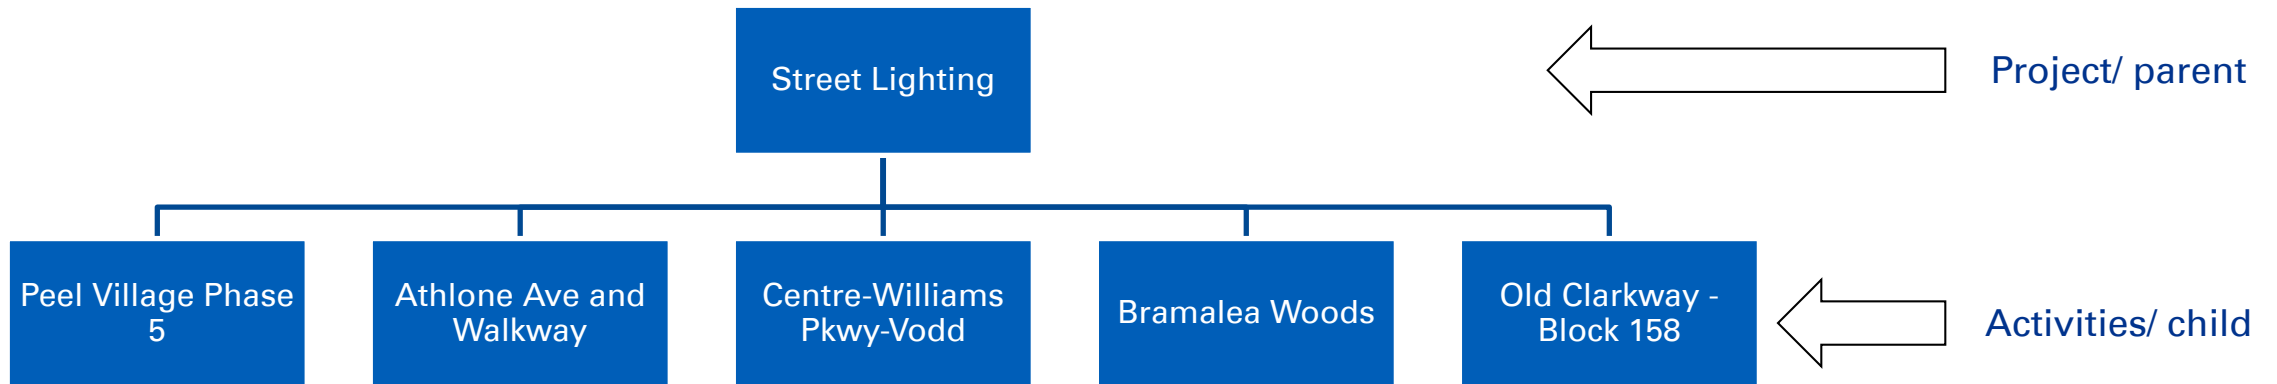 Street Lighting
Project/ parent
Peel Village Phase
5
Athlone Ave and
Walkway
Centre-Williams
Pkwy-Vodd
Bramalea Woods
Old Clarkway -
Block 158
Activities/ child